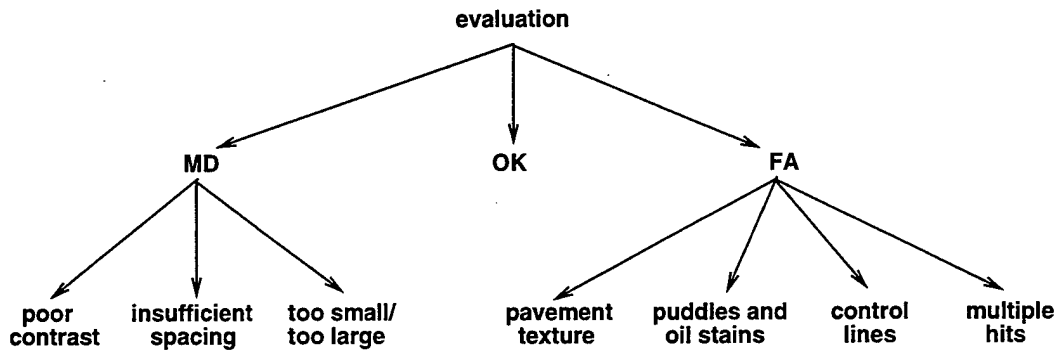 evaluation
MD
OK
FA
poor
contrast
insufficient
spacing
too small/
too large
pavement
texture
puddles and
oil stains
control
lines
multiple
hits